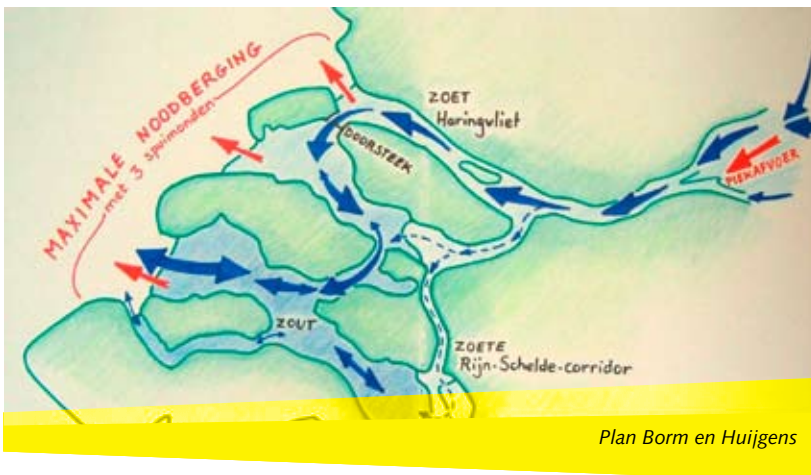 MAXIMALE NOODBERGING
met 3 spuimonden
ZOET
Haringvliet
DOORSTEEK
PIEKAFVOER
ZOUT
ZOETE
Rijn-Schelde-corridor
Plan Borm en Huijgens